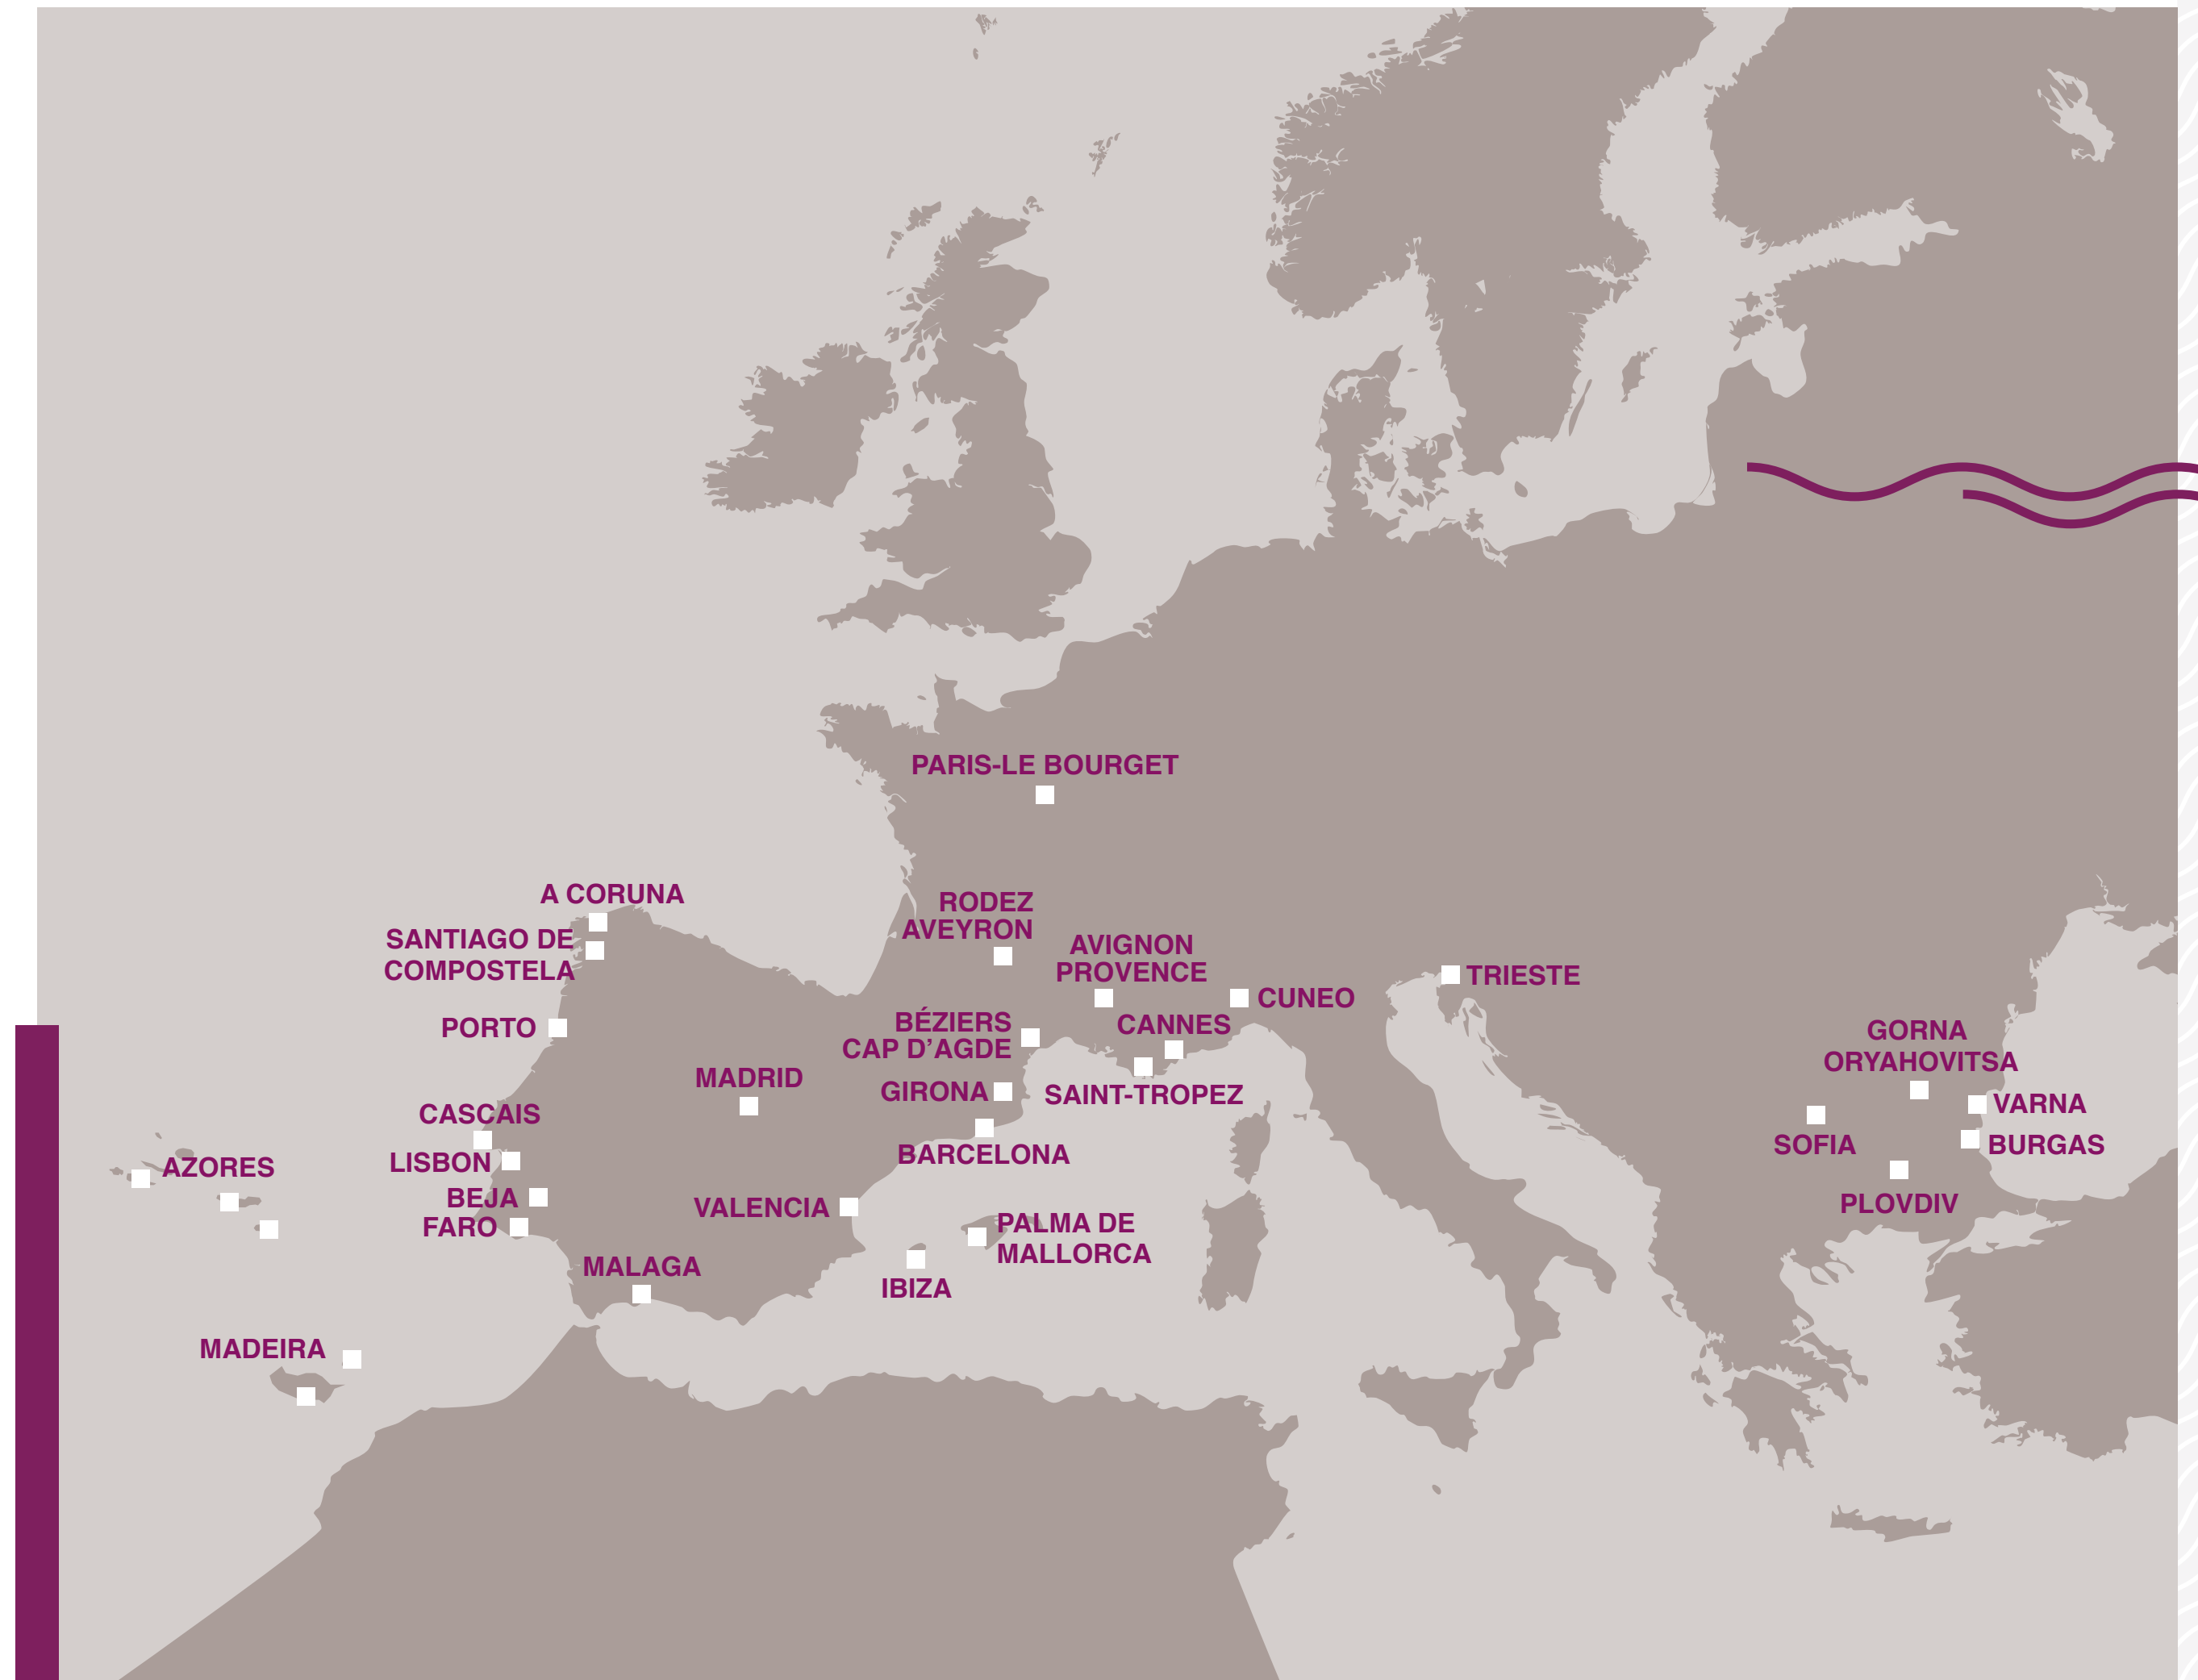 PARIS-LE BOURGET
A CORUNA
RODEZ
AVEYRON
SANTIAGO DE
COMPOSTELA
AVIGNON
PROVENCE
TRIESTE
CUNEO
PORTO
BÉZIERS
CAP D’AGDE
CANNES
GORNA
ORYAHOVITSA
MADRID
GIRONA
SAINT-TROPEZ
CASCAIS
VARNA
SOFIA
BURGAS
BARCELONA
LISBON
AZORES
BEJA
VALENCIA
PLOVDIV
FARO
PALMA DE
MALLORCA
MALAGA
IBIZA
MADEIRA